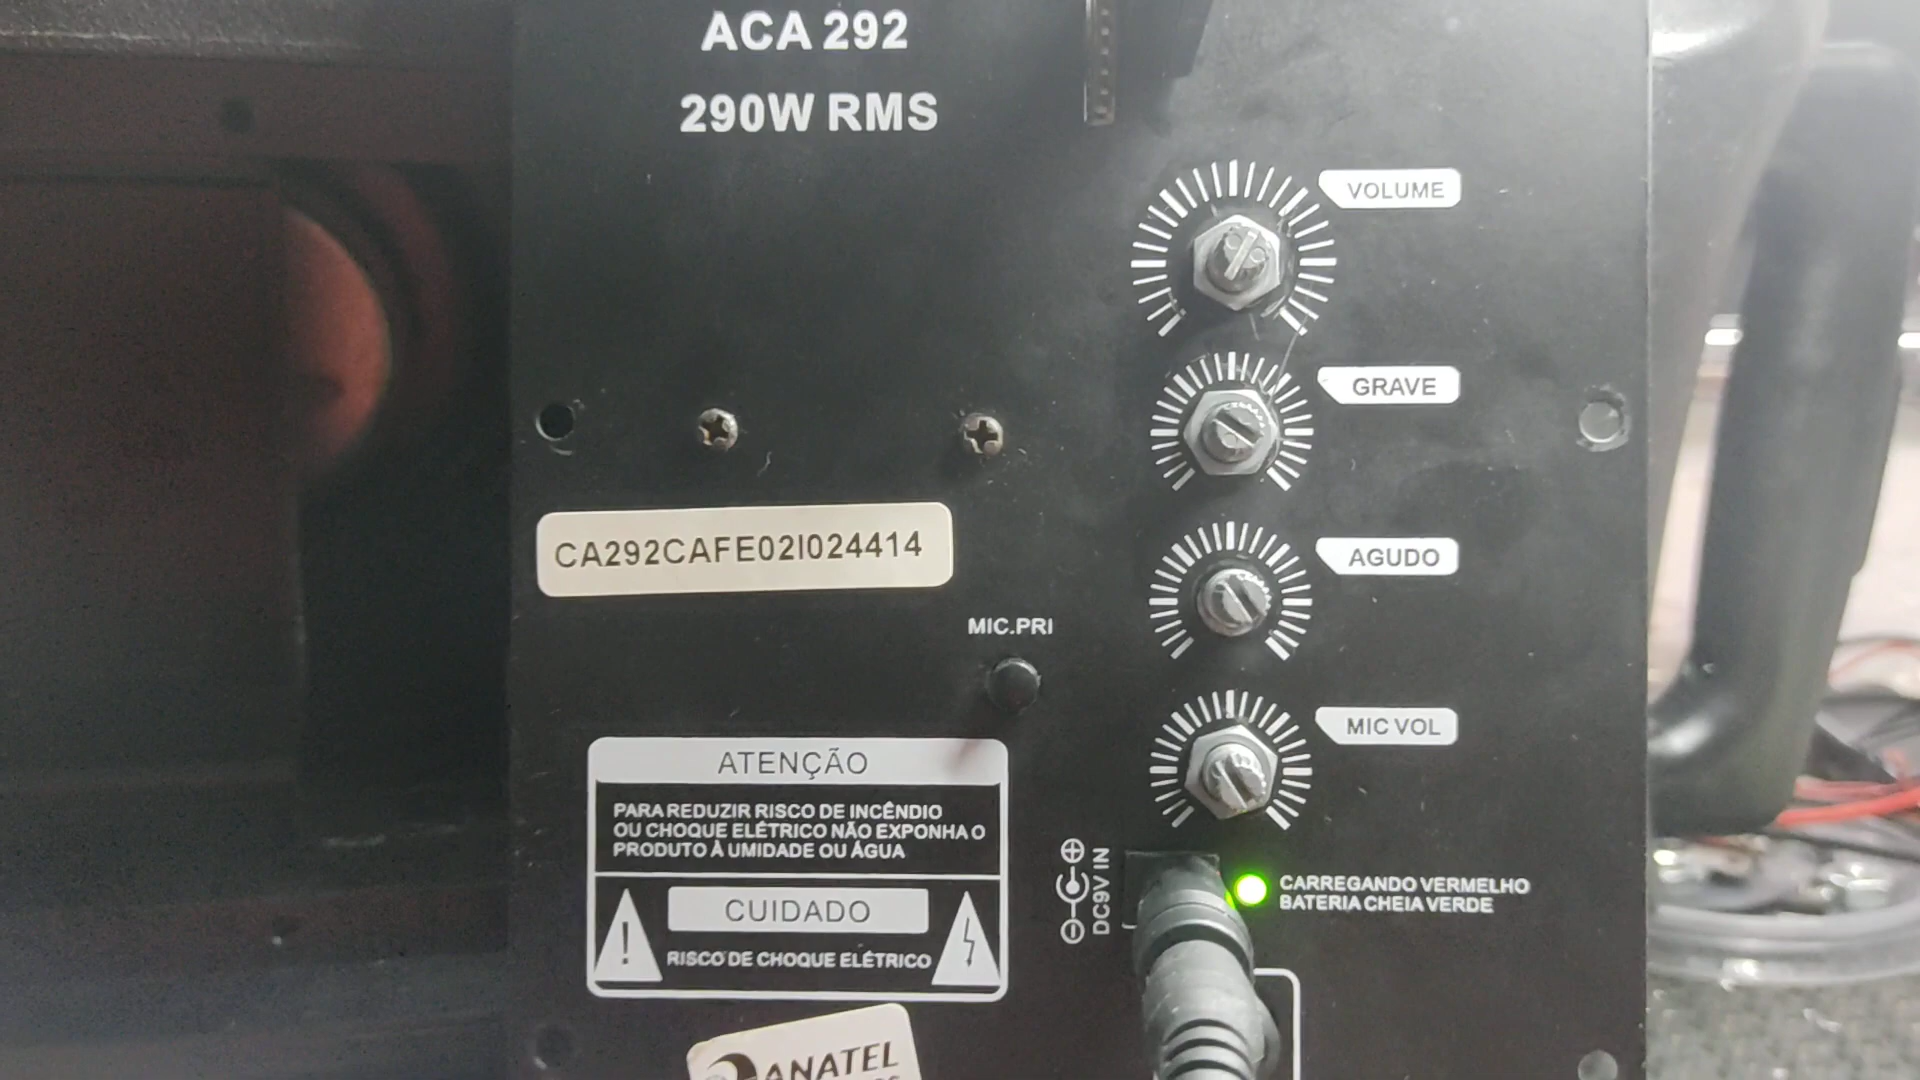 ACA 292
290W RMS
VOLUME
GRAVE
AGUDO
MIC VOL
CA292CAFE02I024414
MIC.PRI
ATENÇÃO
PARA REDUZIR RISCO DE INCÊNDIO
OU CHOQUE ELÉTRICO NÃO EXPONHA O
PRODUTO À UMIDADE OU ÁGUA
CUIDADO
RISCO DE CHOQUE ELÉTRICO
DC9V IN
CARREGANDO VERMELHO
BATERIA CHEIA VERDE
ANATEL